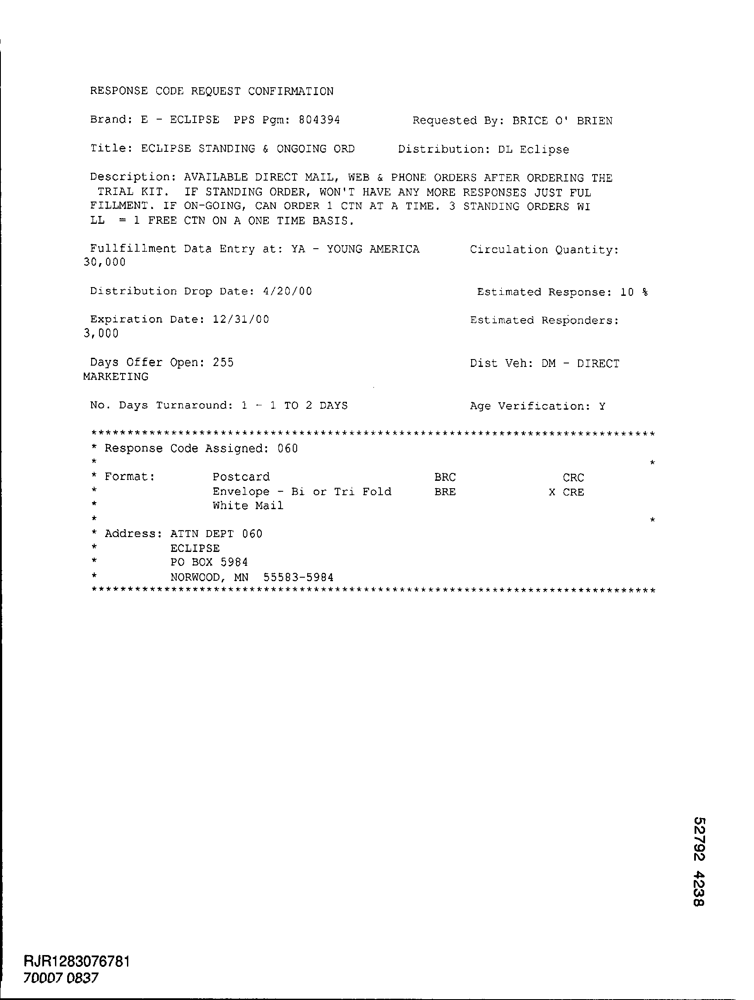 RESPONSE CODE REQUEST CONFIRMATION
Brand: E - ECLIPSE PPS Pgm: 804394 Requested By: BRICE O' BRIEN
Title: ECLIPSE STANDING & ONGOING ORD Distribution: DL Eclipse
Description: AVAILABLE DIRECT MAIL, WEB & PHONE ORDERS AFTER ORDERING THE
TRIAL KIT. IF STANDING ORDER, WON'T HAVE ANY MORE RESPONSES JUST FUL
FILLMENT. IF ON-GOING, CAN ORDER 1 CTN AT A TIME. 3 STANDING ORDERS WI
LL = 1 FREE CTN ON A ONE TIME BASIS.
Fullfillment Data Entry at: YA - YOUNG AMERICA Circulation Quantity:
30,000
Distribution Drop Date: 4/20/00 Estimated Response: 10 %
Expiration Date: 12/31/00 Estimated Responders:
3,000
Days Offer Open: 255 Dist Veh: DM - DIRECT
MARKETING
No. Days Turnaround: 1 - 1 TO 2 DAYS Age Verification: Y
*******************************************************************************
* Response Code Assigned: 060
* *
* Format: Postcard BRC CRC
* Envelope - Bi or Tri Fold BRE X CRE
* White Mail
* *
* Address: ATTN DEPT 060
* ECLIPSE
* PO BOX 5984
* NORWOOD, MN 55583-5984
*******************************************************************************
52792 4238
RJR1283076781
70007 0837